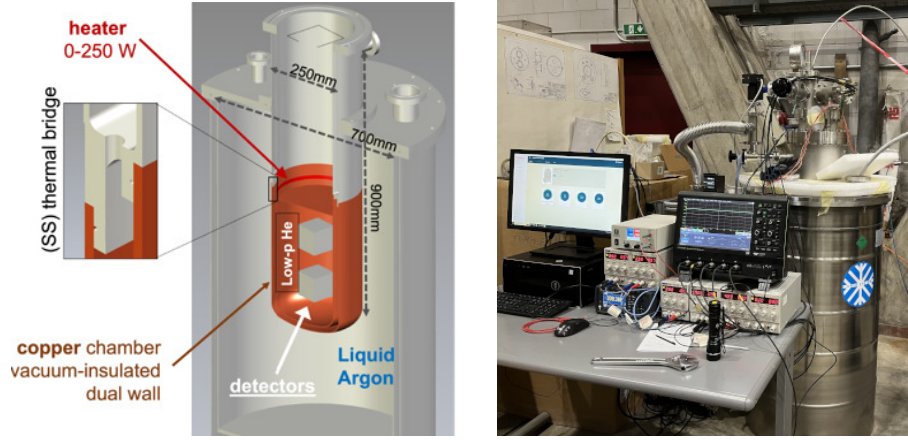 heater
0-250 W
250mm
700mm
900mm
(SS) thermal bridge
Low-p He
copper chamber
vacuum-insulated
dual wall
detectors
Liquid
Argon